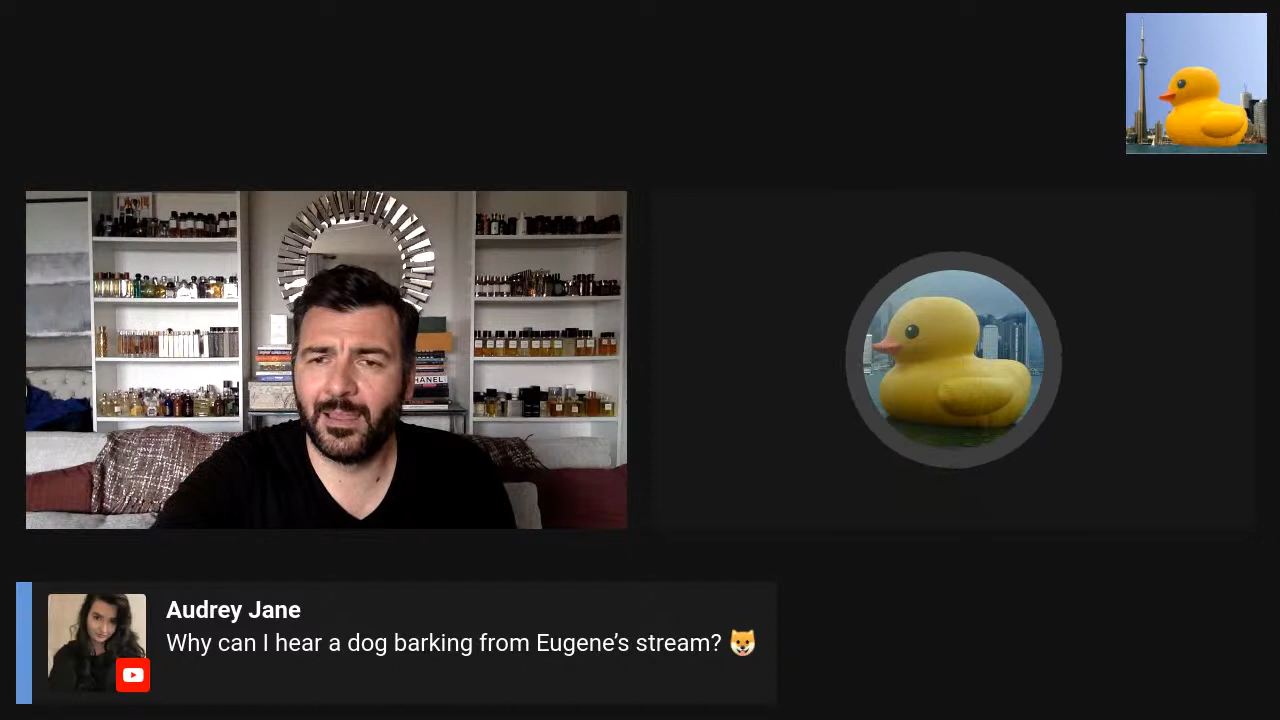 CHANEL
Audrey Jane
Why can I hear a dog barking from Eugene’s stream? 🐶